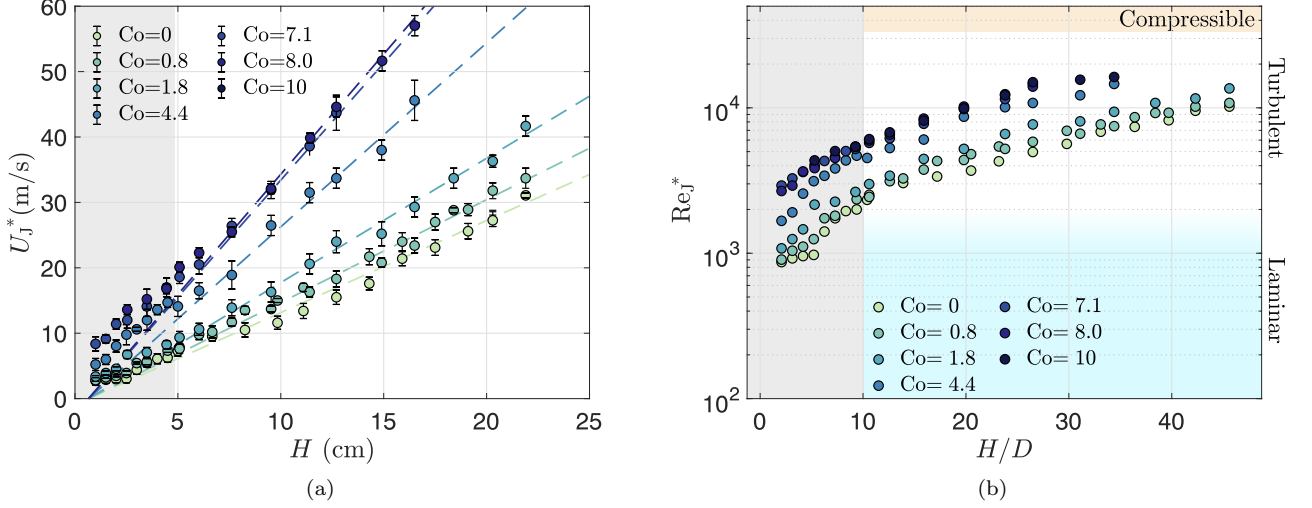 60
50
40
30
20
10
0
U_J* (m/s)
Co=0
Co=0.8
Co=1.8
Co=4.4
Co=7.1
Co=8.0
Co=10
0 5 10 15 20 25
H (cm)
(a)
Compressible
Turbulent
Laminar
10^4
10^3
10^2
Re_J*
Co= 0
Co= 0.8
Co= 1.8
Co= 4.4
Co= 7.1
Co= 8.0
Co= 10
0 10 20 30 40
H/D
(b)